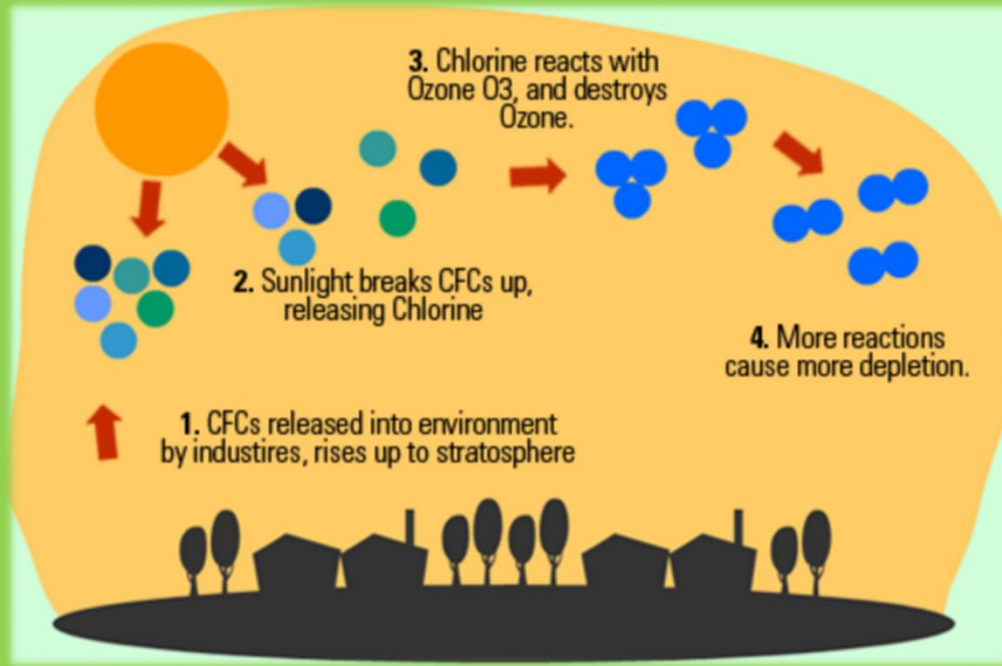 3. Chlorine reacts with
Ozone O3, and destroys
Ozone.
2. Sunlight breaks CFCs up,
releasing Chlorine
4. More reactions
cause more depletion.
1. CFCs released into environment
by industires, rises up to stratosphere